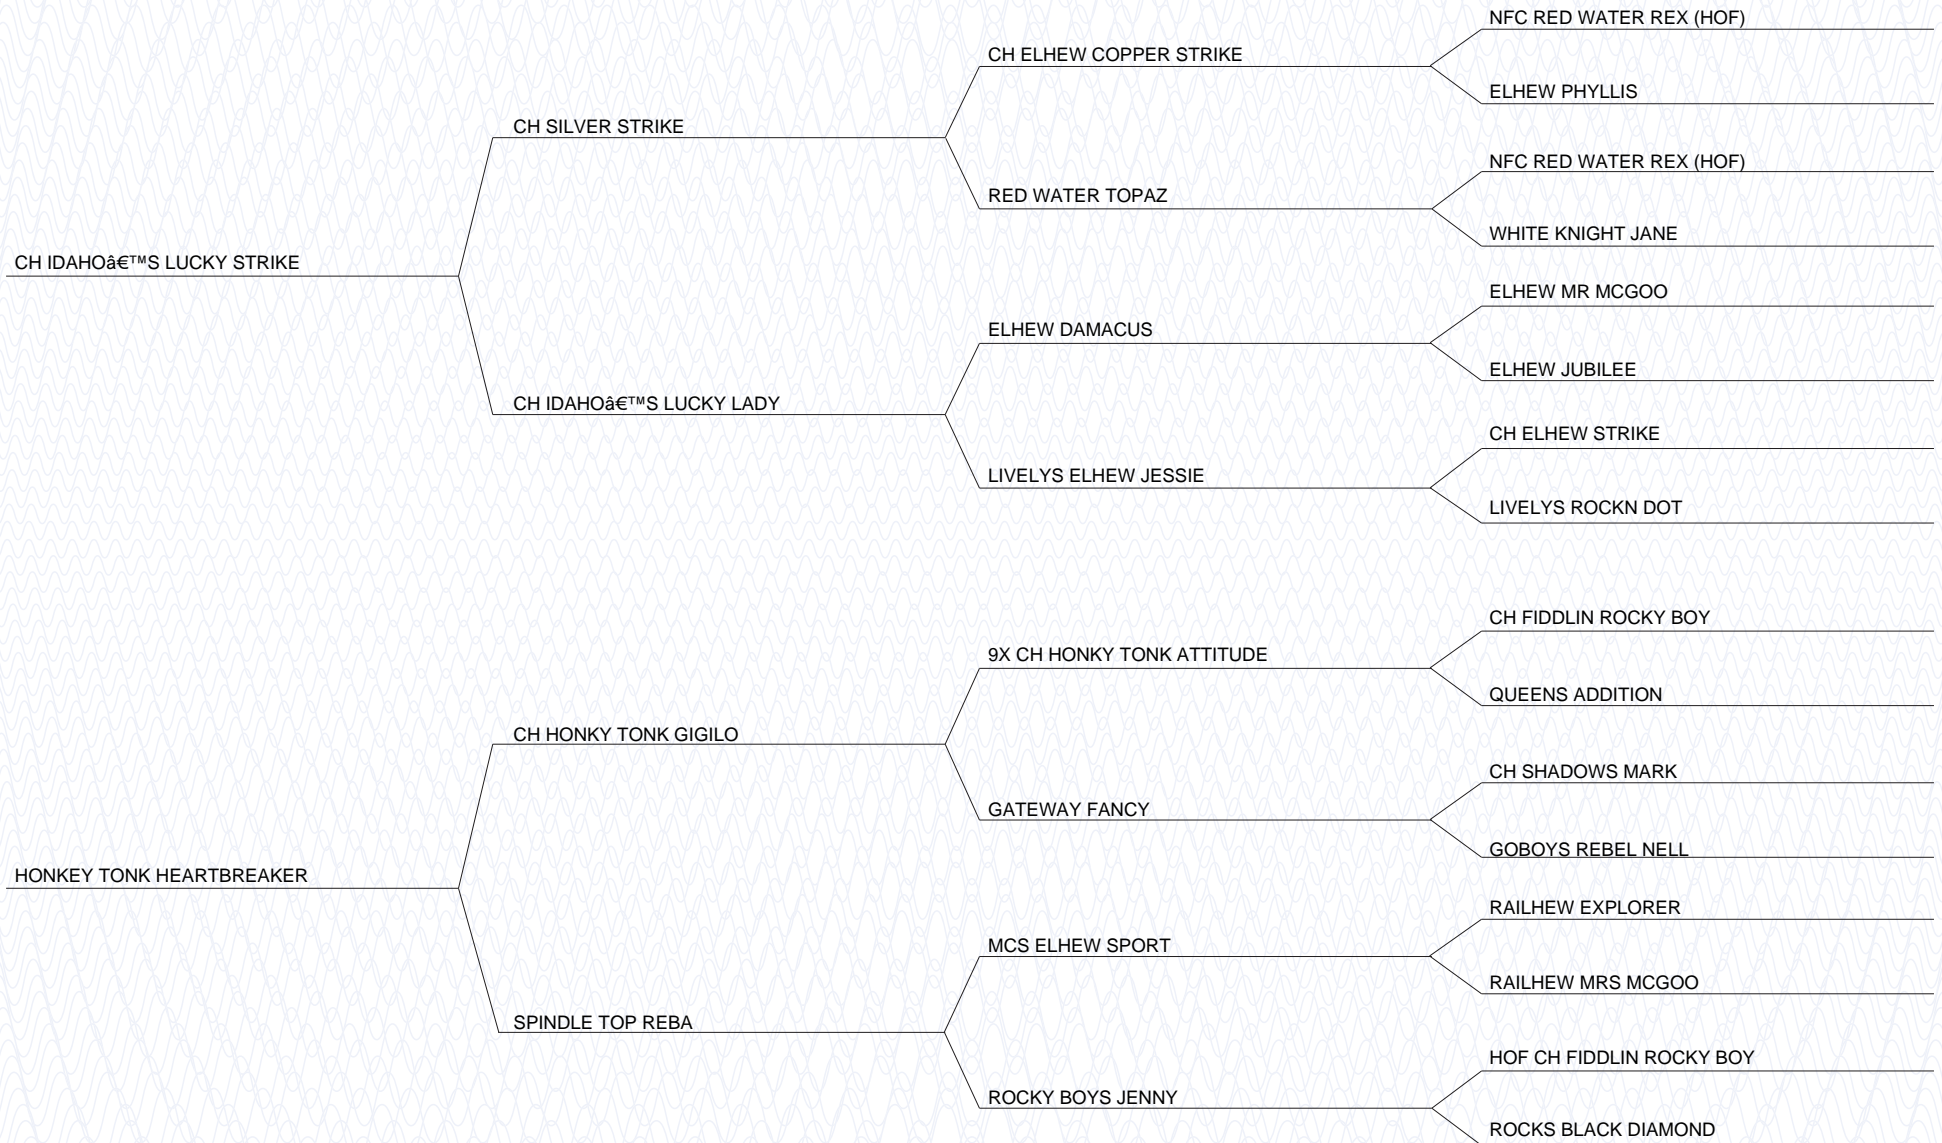 NFC RED WATER REX (HOF)
CH ELHEW COPPER STRIKE
ELHEW PHYLLIS
CH SILVER STRIKE
NFC RED WATER REX (HOF)
RED WATER TOPAZ
WHITE KNIGHT JANE
CH IDAHOâ€™S LUCKY STRIKE
ELHEW MR MCGOO
ELHEW DAMACUS
ELHEW JUBILEE
CH IDAHOâ€™S LUCKY LADY
CH ELHEW STRIKE
LIVELYS ELHEW JESSIE
LIVELYS ROCKN DOT
CH FIDDLIN ROCKY BOY
9X CH HONKY TONK ATTITUDE
QUEENS ADDITION
CH HONKY TONK GIGILO
CH SHADOWS MARK
GATEWAY FANCY
GOBOYS REBEL NELL
HONKEY TONK HEARTBREAKER
RAILHEW EXPLORER
MCS ELHEW SPORT
RAILHEW MRS MCGOO
SPINDLE TOP REBA
HOF CH FIDDLIN ROCKY BOY
ROCKY BOYS JENNY
ROCKS BLACK DIAMOND